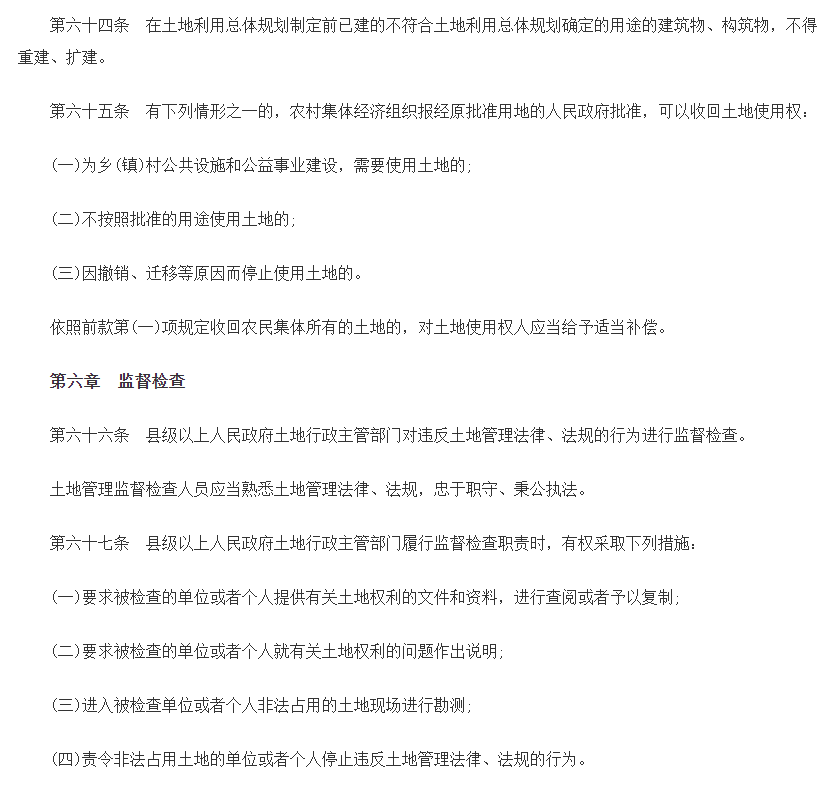 第六十四条　在土地利用总体规划制定前已建的不符合土地利用总体规划确定的用途的建筑物、构筑物，不得
重建、扩建。
第六十五条　有下列情形之一的，农村集体经济组织报经原批准用地的人民政府批准，可以收回土地使用权：
(一)为乡(镇)村公共设施和公益事业建设，需要使用土地的;
(二)不按照批准的用途使用土地的;
(三)因撤销、迁移等原因而停止使用土地的。
依照前款第(一)项规定收回农民集体所有的土地的，对土地使用权人应当给予适当补偿。
第六章　监督检查
第六十六条　县级以上人民政府土地行政主管部门对违反土地管理法律、法规的行为进行监督检查。
土地管理监督检查人员应当熟悉土地管理法律、法规，忠于职守、秉公执法。
第六十七条　县级以上人民政府土地行政主管部门履行监督检查职责时，有权采取下列措施：
(一)要求被检查的单位或者个人提供有关土地权利的文件和资料，进行查阅或者予以复制;
(二)要求被检查的单位或者个人就有关土地权利的问题作出说明;
(三)进入被检查单位或者个人非法占用的土地现场进行勘测;
(四)责令非法占用土地的单位或者个人停止违反土地管理法律、法规的行为。